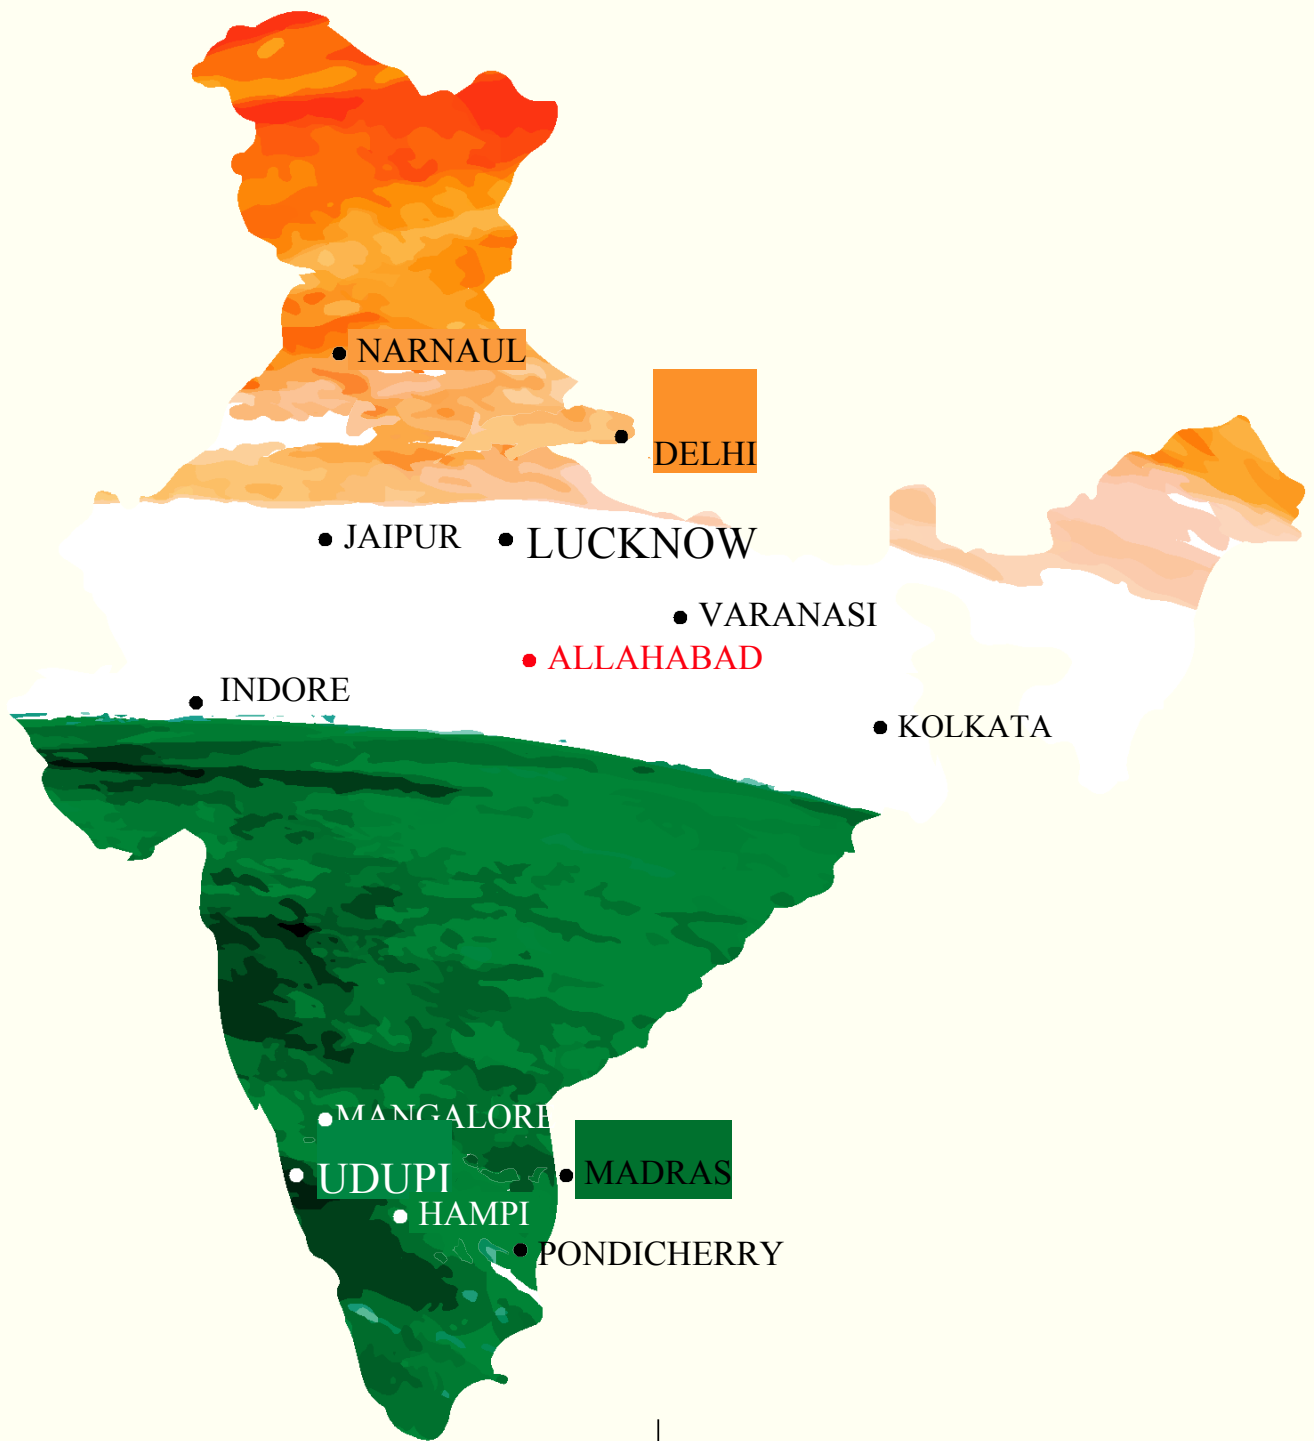 NARNAUL
DELHI
JAIPUR
LUCKNOW
VARANASI
ALLAHABAD
INDORE
KOLKATA
MANGALORE
UDUPI
MADRAS
HAMPI
PONDICHERRY